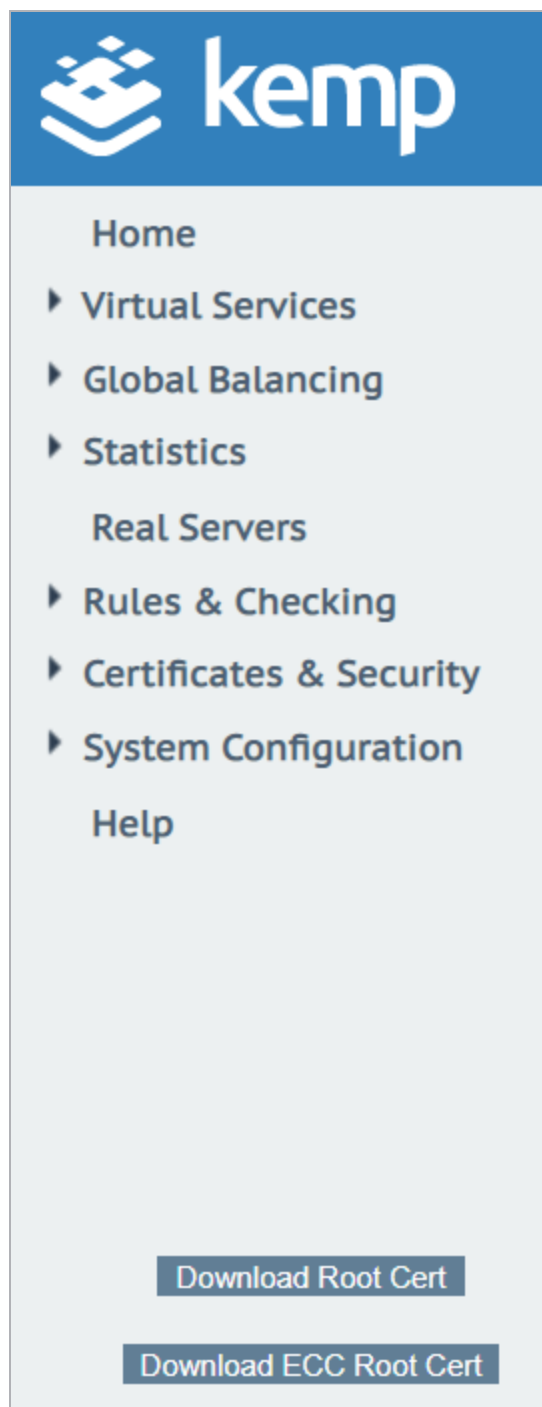 kemp
Home
Virtual Services
Global Balancing
Statistics
Real Servers
Rules & Checking
Certificates & Security
System Configuration
Help
Download Root Cert
Download ECC Root Cert